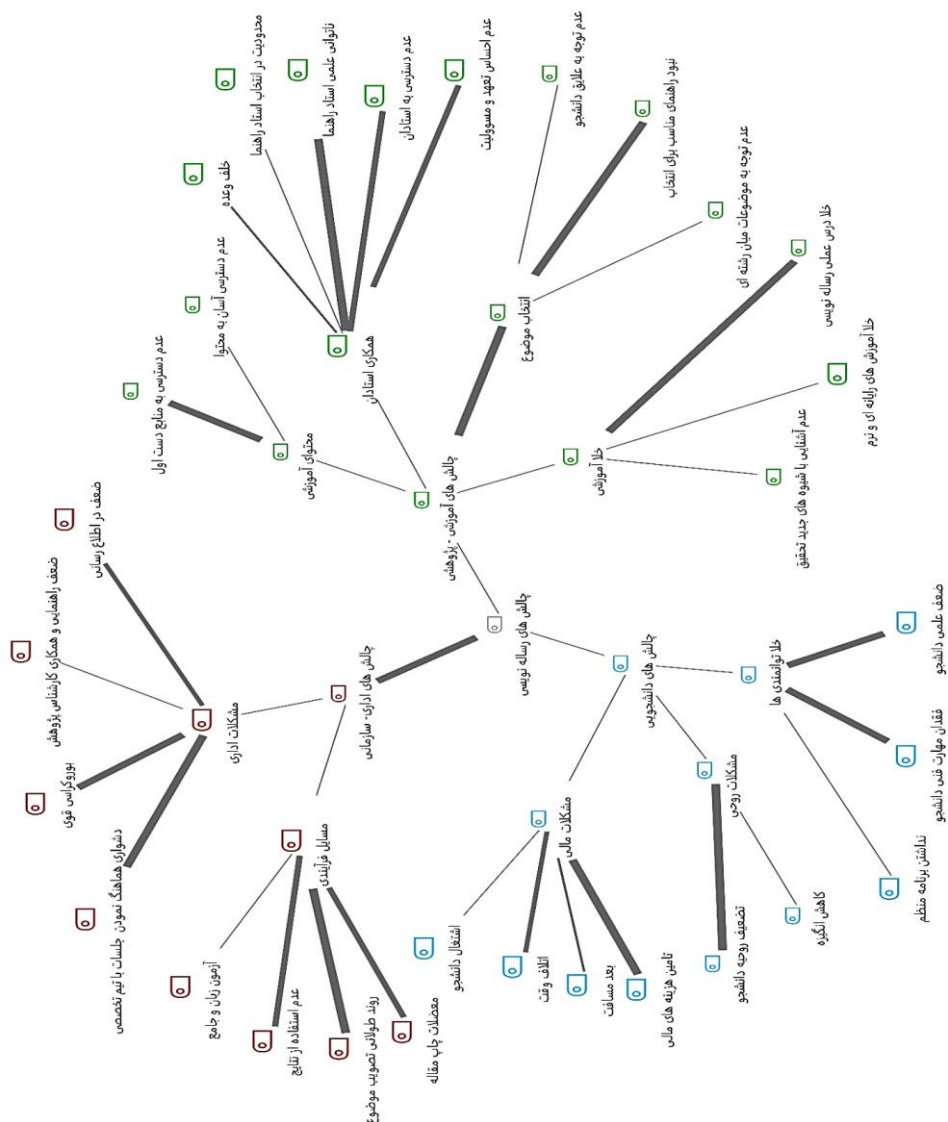 چالش های رساله نویسی
چالش های آموزشی - پژوهشی
محتوای آموزشی
عدم دسترسی به منابع دست اول
عدم دسترسی آسان به محتوا
همکاری استادان
خلف وعده
محدودیت در انتخاب استاد راهنما
ناتوانی علمی استاد راهنما
عدم دسترسی به استادان
عدم احساس تعهد و مسوولیت
انتخاب موضوع
عدم توجه به علایق دانشجو
نبود راهنمای مناسب برای انتخاب
عدم توجه به موضوعات میان رشته ای
خلا آموزشی
خلا درس عملی رساله نویسی
خلا آموزش های رایانه ای و نرم
عدم آشنایی با شیوه های جدید تحقیق
چالش های اداری- سازمانی
مشکلات اداری
ضعف در اطلاع رسانی
ضعف راهنمایی و همکاری کارشناس پژوهش
بوروکراسی قوی
دشواری هماهنگ نمودن جلسات با تیم تخصصی
مسایل فرآیندی
آزمون زبان و جامع
عدم استفاده از نتایج
روند طولانی تصویب موضوع
معضلات چاپ مقاله
چالش های دانشجویی
مشکلات مالی
اشتغال دانشجو
اتلاف وقت
بعد مسافت
تامین هزینه های مالی
مشکلات روحی
تضعیف روحیه دانشجو
کاهش انگیزه
خلا توانمندی ها
نداشتن برنامه منظم
فقدان مهارت فنی دانشجو
ضعف علمی دانشجو